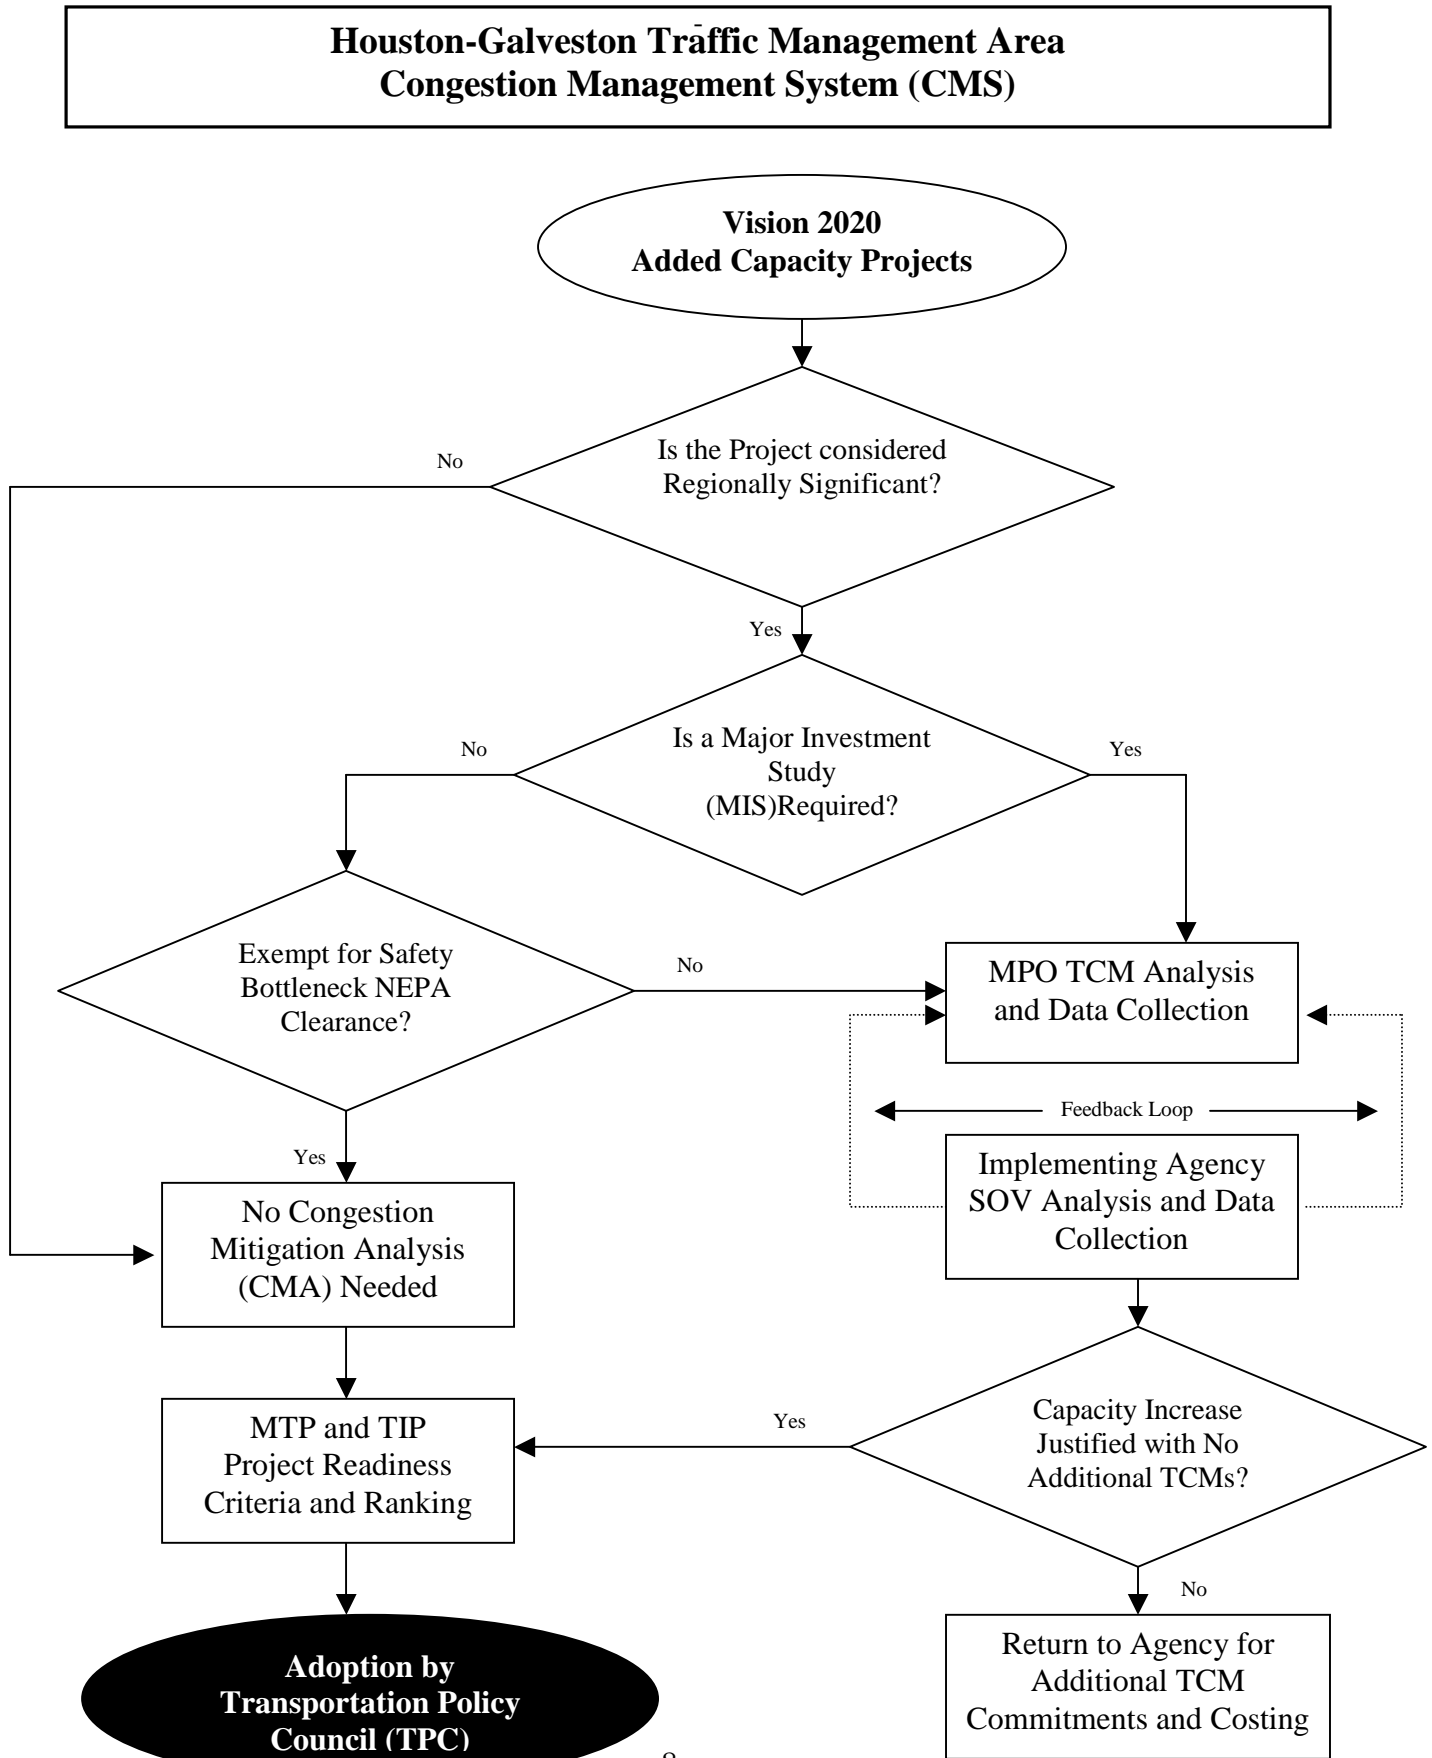 Houston-Galveston Traffic Management Area
Congestion Management System (CMS)
Vision 2020
Added Capacity Projects
Is the Project considered
Regionally Significant?
No
Yes
Is a Major Investment
Study
(MIS)Required?
No
Yes
Exempt for Safety
Bottleneck NEPA
Clearance?
No
Yes
MPO TCM Analysis
and Data Collection
Feedback Loop
Implementing Agency
SOV Analysis and Data
Collection
No Congestion
Mitigation Analysis
(CMA) Needed
Capacity Increase
Justified with No
Additional TCMs?
Yes
No
MTP and TIP
Project Readiness
Criteria and Ranking
Adoption by
Transportation Policy
Council (TPC)
Return to Agency for
Additional TCM
Commitments and Costing